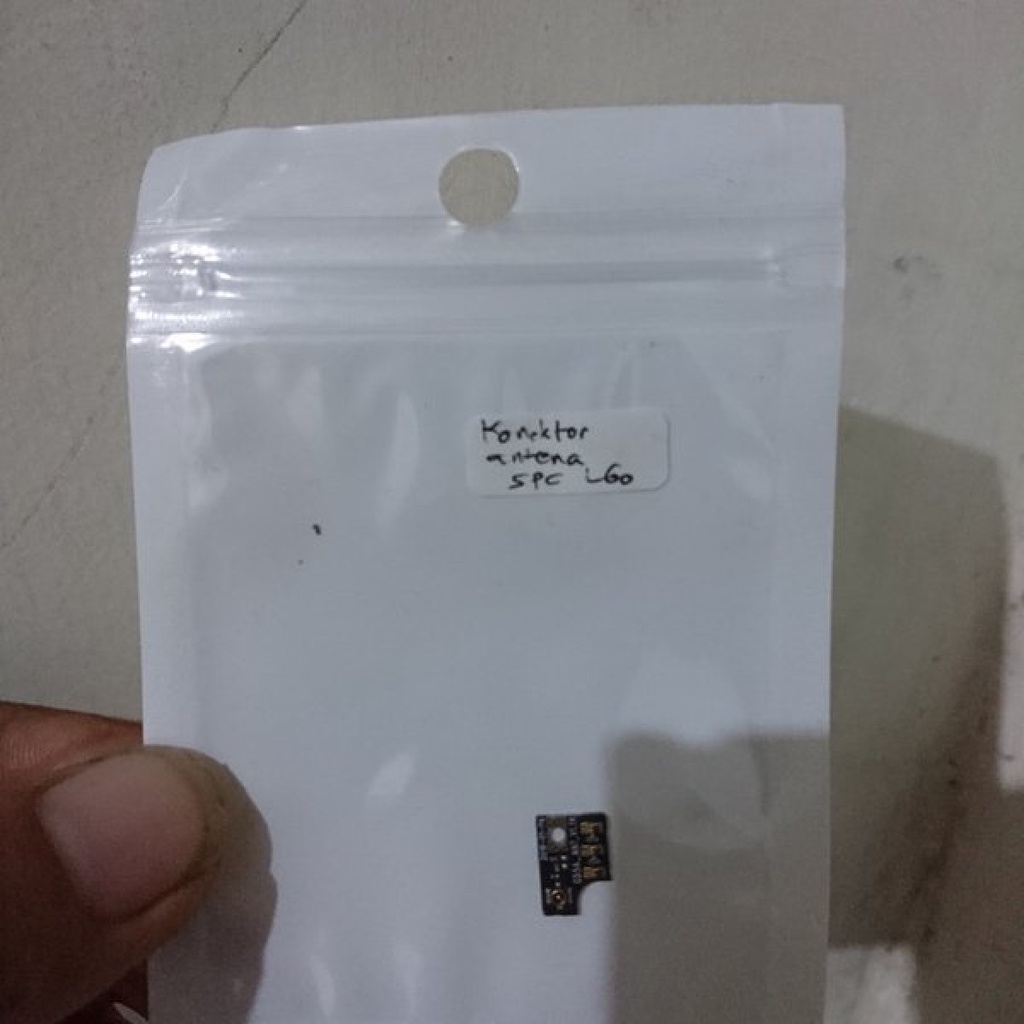 Konektor
antena
SPC L60